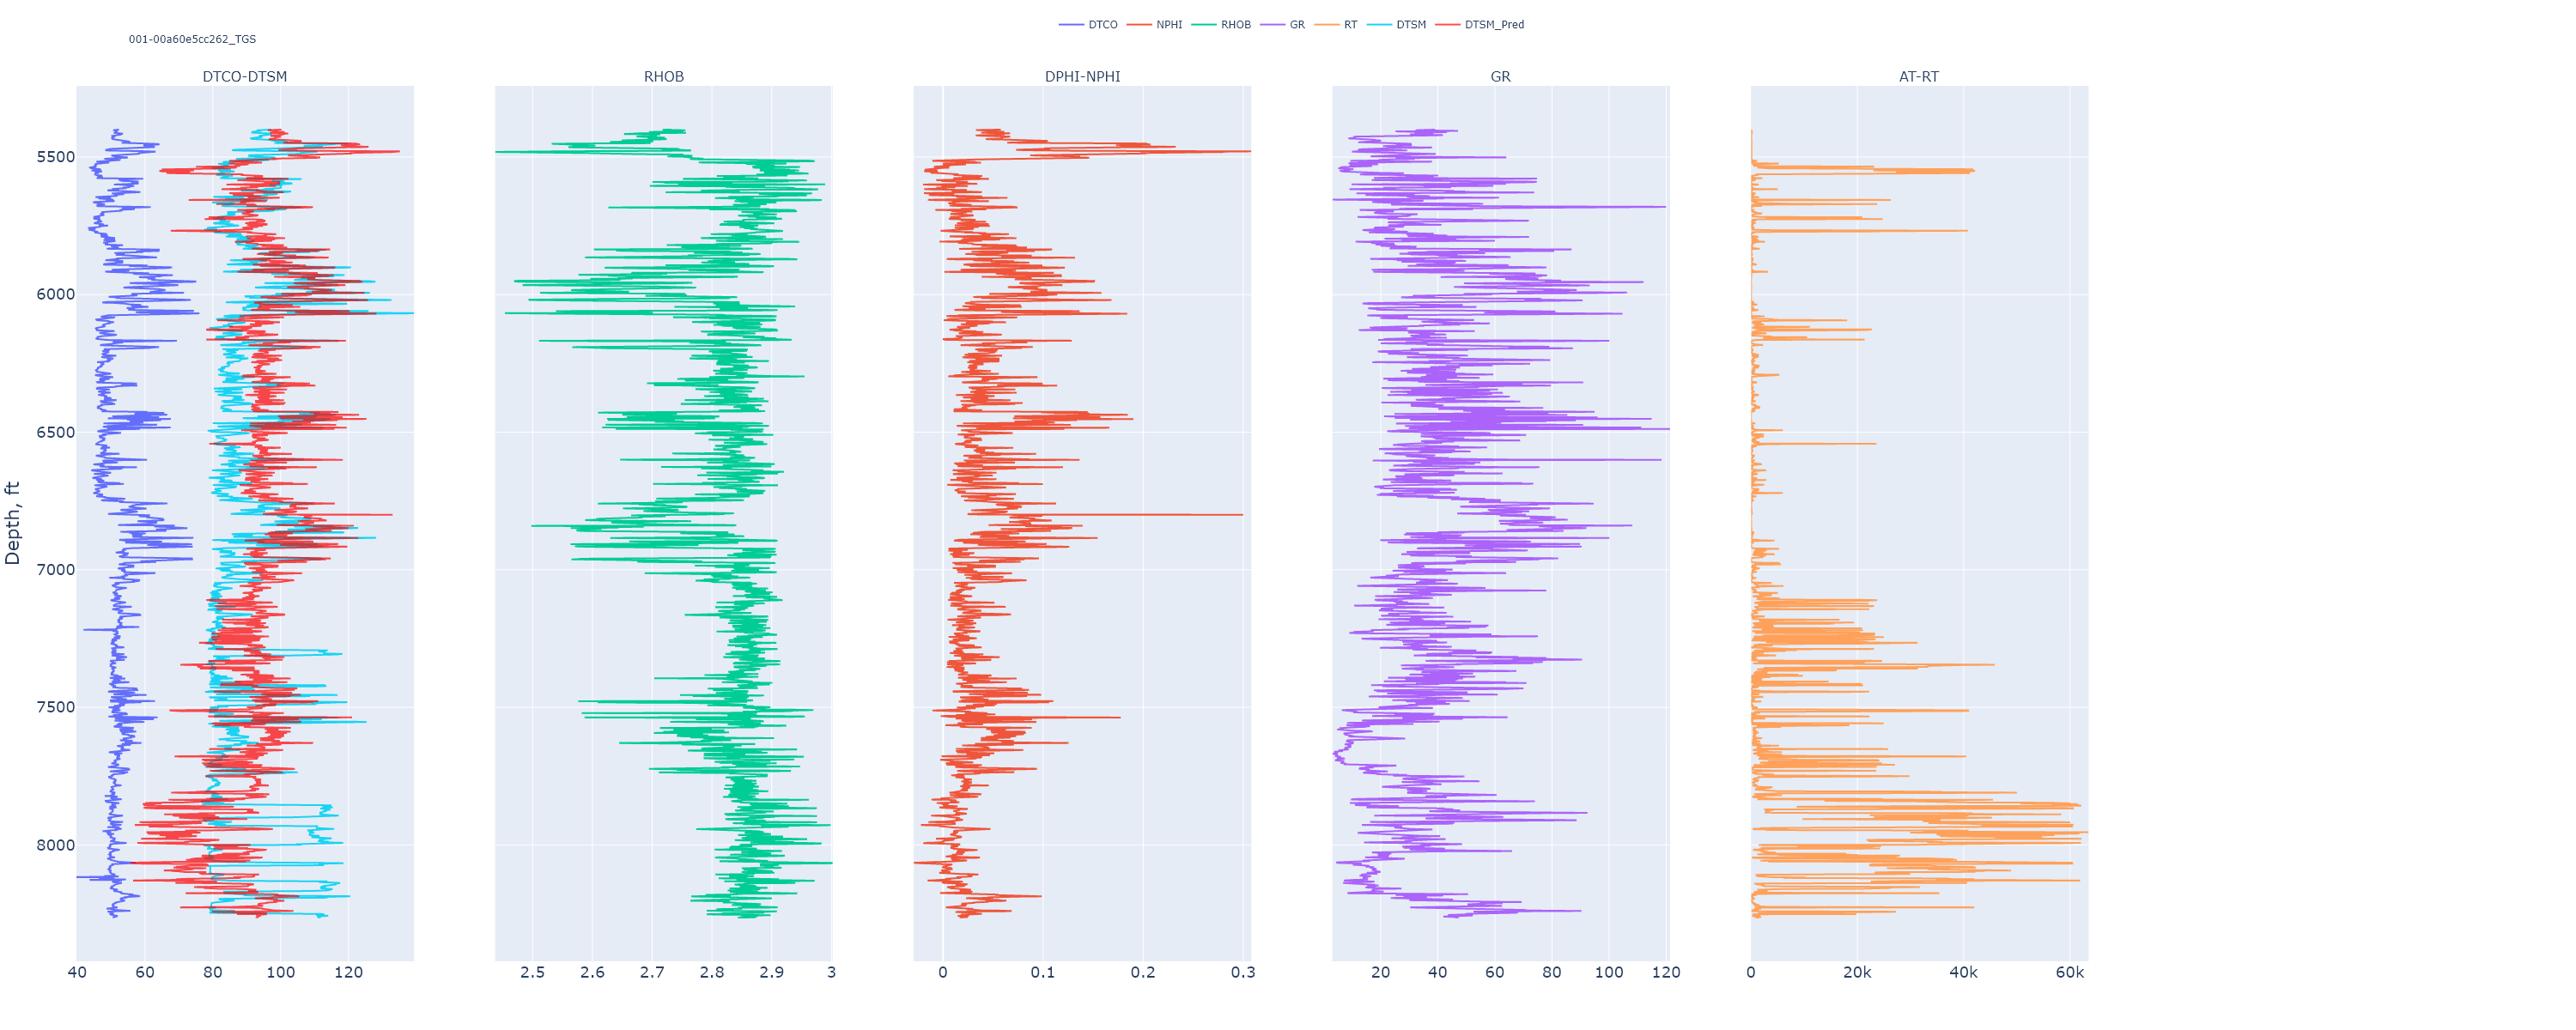 DTCO NPHI RHOB GR RT DTSM DTSM_Pred
001-00a60e5cc262_TGS
DTCO-DTSM RHOB DPHI-NPHI GR AT-RT
Depth, ft
5500
6000
6500
7000
7500
8000
40 60 80 100 120 2.5 2.6 2.7 2.8 2.9 3 0 0.1 0.2 0.3 20 40 60 80 100 120 0 20k 40k 60k